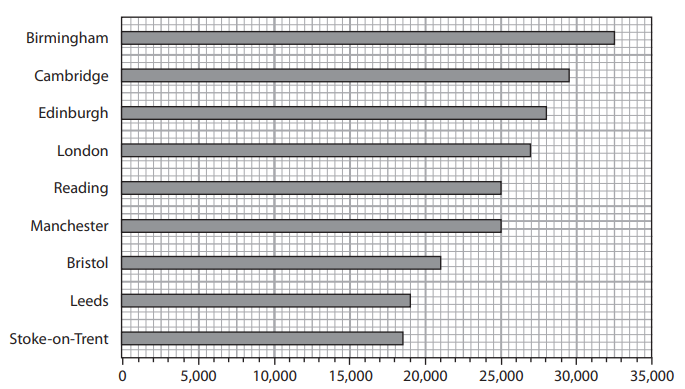 Birmingham
Cambridge
Edinburgh
London
Reading
Manchester
Bristol
Leeds
Stoke-on-Trent
0 5,000 10,000 15,000 20,000 25,000 30,000 35,000